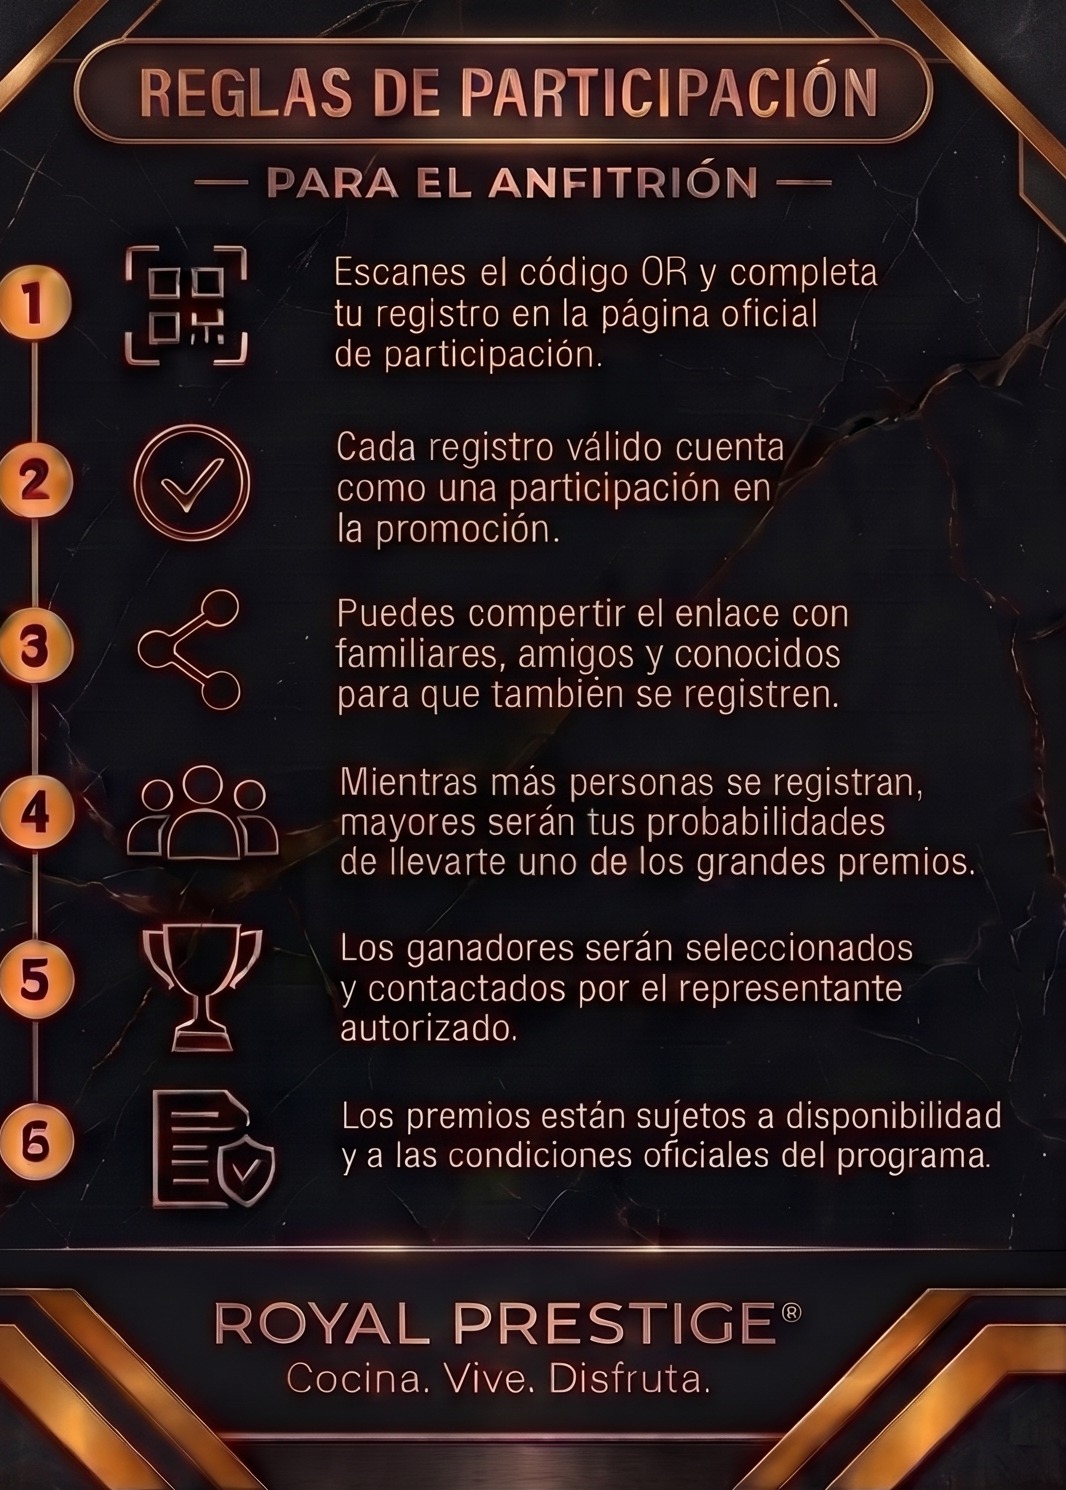 REGLAS DE PARTICIPACIÓN
PARA EL ANFITRIÓN
1
Escanes el código OR y completa
tu registro en la página oficial
de participación.
2
Cada registro válido cuenta
como una participación en
la promoción.
3
Puedes compertir el enlace con
familiares, amigos y conocidos
para que tambièn se registren.
4
Mientras más personas se registran,
mayores serán tus probabilidades
de llevarte uno de los grandes premios.
5
Los ganadores serán seleccionados
y contactados por el representante
autorizado.
6
Los premios están sujetos a disponibilidad
y a las condiciones oficiales del programa.
ROYAL PRESTIGE®
Cocina. Vive. Disfruta.